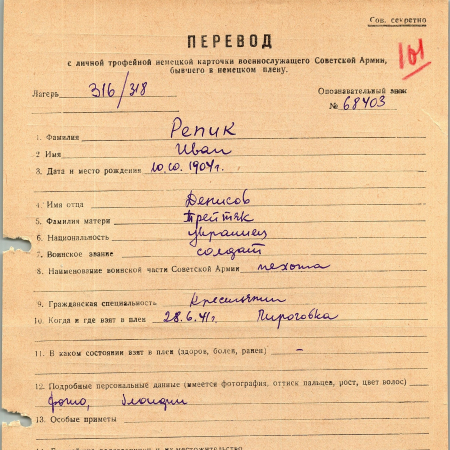 Сов. секретно
ПЕРЕВОД
101
с личной трофейной немецкой карточки военнослужащего Советской Армии,
бывшего в немецком плену.
Лагерь 316/318
Опознавательный знак
№ 68403
1. Фамилия Репик
2 Имя Иван
3. Дата и место рождения 10.10.1904г.
4. Имя отца Денисов
5. Фамилия матери Трейтяк
6. Национальность украинец
7. Воинское звание солдат
8. Наименование воинской части Советской Армии пехота
9. Гражданская специальность Крестьянин
10. Когда и где взят в плен 28.6.41г. Пироговка
11. В каком состоянии взят в плен (здоров, болен, ранен) –
12. Подробные персональные данные (имеется фотография, оттиск пальцев, рост, цвет волос)
фото, блондин
13. Особые приметы